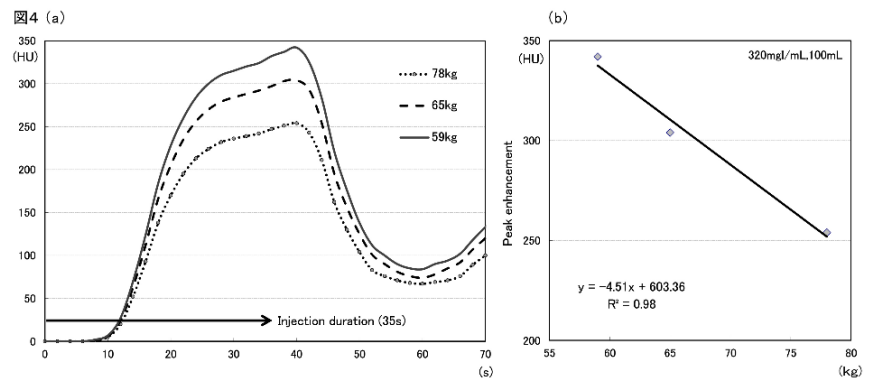 図4 (a)
350
(HU)
300
250
200
150
100
50
0
0
10
20
30
40
50
60
70
(s)
78kg
65kg
59kg
Injection duration (35s)
(b)
350
(HU)
300
250
200
Peak enhancement
320mgI/mL,100mL
y = −4.51x + 603.36
R² = 0.98
55
60
65
70
75
80
(kg)